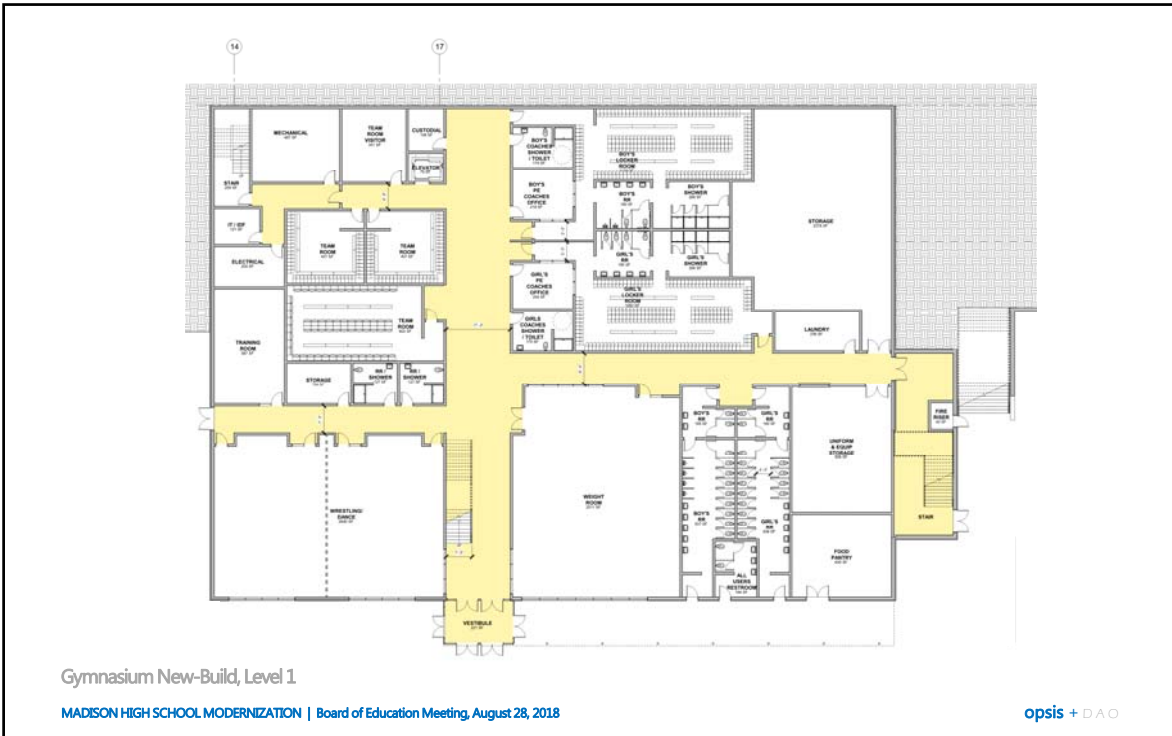 14
17
MECHANICAL
TEAM
ROOM
VISITOR
CUSTODIAL
ELEVATOR
STAIR
IT / IDF
ELECTRICAL
TEAM
ROOM
TEAM
ROOM
TEAM
ROOM
TRAINING
ROOM
STORAGE
RR /
SHOWER
RR /
SHOWER
WRESTLING/
DANCE
VESTIBULE
BOY'S
COACHES
SHOWER
/ TOILET
BOY'S
PE
COACHES
OFFICE
GIRL'S
PE
COACHES
OFFICE
GIRLS
COACHES
SHOWER
/ TOILET
BOY'S
LOCKER
ROOM
BOY'S
RR
BOY'S
SHOWER
GIRL'S
RR
GIRL'S
SHOWER
GIRL'S
LOCKER
ROOM
STORAGE
LAUNDRY
WEIGHT
ROOM
BOY'S
RR
GIRL'S
RR
BOY'S
RR
GIRL'S
RR
ALL
USERS
RESTROOM
UNIFORM
& EQUIP
STORAGE
FOOD
PANTRY
FIRE
RISER
STAIR
Gymnasium New-Build, Level 1
MADISON HIGH SCHOOL MODERNIZATION | Board of Education Meeting, August 28, 2018
opsis + DAO